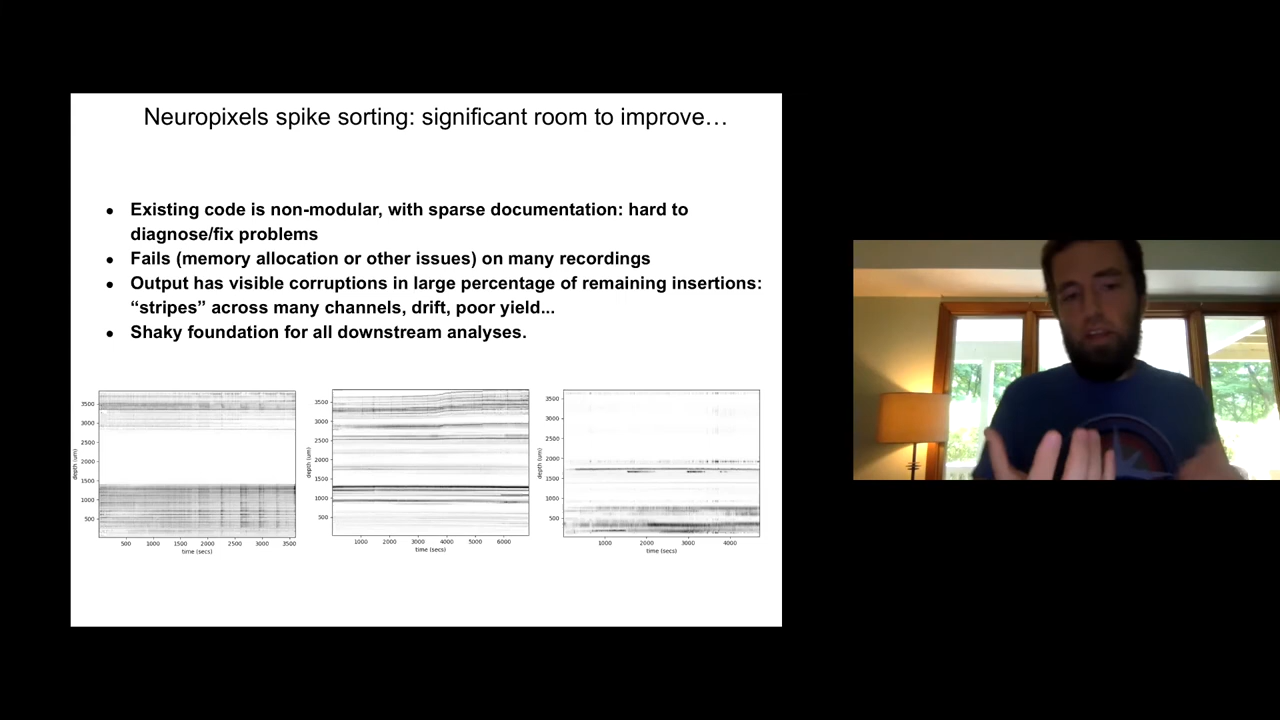 Neuropixels spike sorting: significant room to improve…
● Existing code is non-modular, with sparse documentation: hard to
diagnose/fix problems
● Fails (memory allocation or other issues) on many recordings
● Output has visible corruptions in large percentage of remaining insertions:
“stripes” across many channels, drift, poor yield...
● Shaky foundation for all downstream analyses.
3500
3000
2500
2000
1500
1000
500
depth (um)
500 1000 1500 2000 2500 3000 3500
time (secs)
3500
3000
2500
2000
1500
1000
500
depth (um)
1000 2000 3000 4000 5000 6000
time (secs)
3500
3000
2500
2000
1500
1000
500
depth (um)
1000 2000 3000 4000
time (secs)